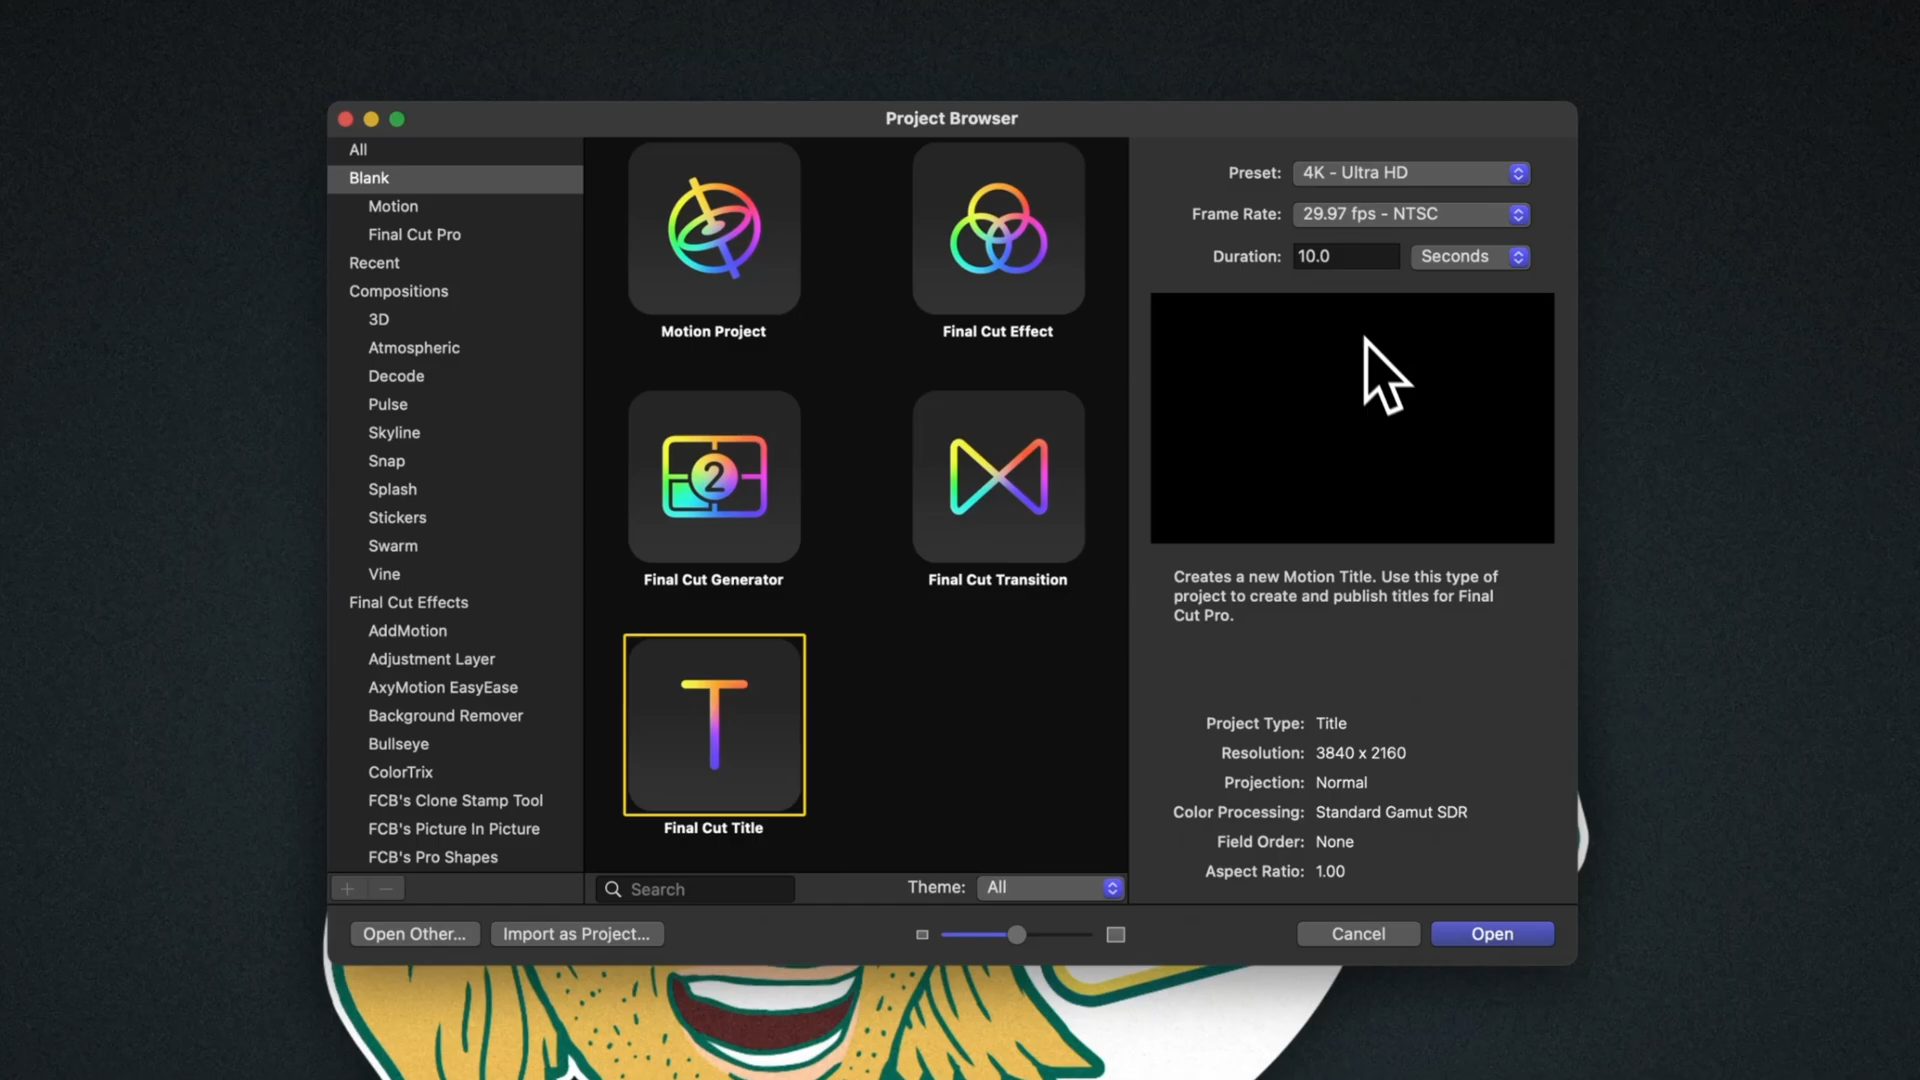 Project Browser
All
Blank
Motion
Final Cut Pro
Recent
Compositions
3D
Atmospheric
Decode
Pulse
Skyline
Snap
Splash
Stickers
Swarm
Vine
Final Cut Effects
AddMotion
Adjustment Layer
AxyMotion EasyEase
Background Remover
Bullseye
ColorTrix
FCB's Clone Stamp Tool
FCB's Picture In Picture
FCB's Pro Shapes
Motion Project
Final Cut Effect
2
Final Cut Generator
Final Cut Transition
T
Final Cut Title
Search
Theme: All
Preset: 4K - Ultra HD
Frame Rate: 29.97 fps - NTSC
Duration: 10.0 Seconds
Creates a new Motion Title. Use this type of
project to create and publish titles for Final
Cut Pro.
Project Type: Title
Resolution: 3840 x 2160
Projection: Normal
Color Processing: Standard Gamut SDR
Field Order: None
Aspect Ratio: 1.00
Open Other...
Import as Project...
Cancel
Open